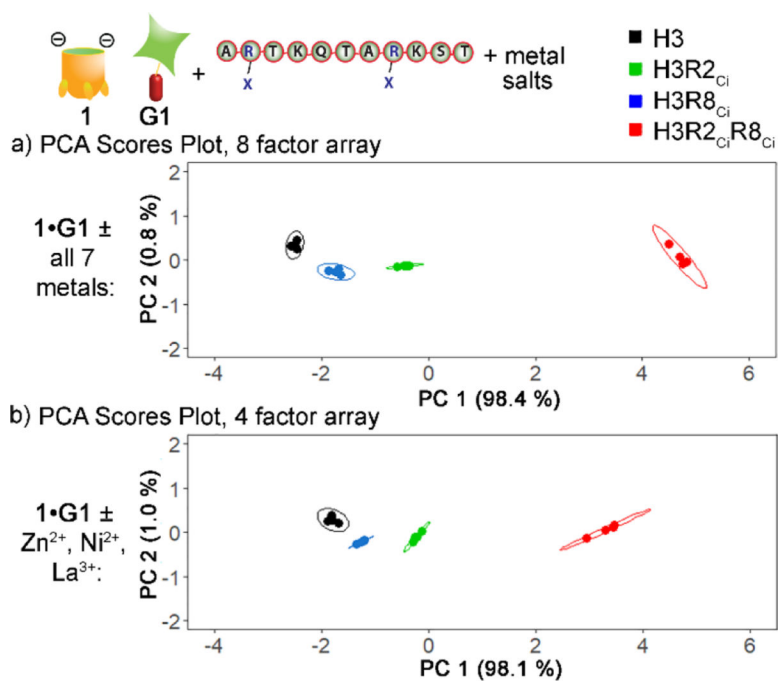 ⊖ ⊖
1 G1 + A R T K Q T A R K S T + metal salts
X X
H3
H3R2Ci
H3R8Ci
H3R2CiR8Ci
a) PCA Scores Plot, 8 factor array
1•G1 ±
all 7
metals:
PC 2 (0.8 %)
2
1
0
-1
-2
-4 -2 0 2 4 6
PC 1 (98.4 %)
b) PCA Scores Plot, 4 factor array
1•G1 ±
Zn²⁺, Ni²⁺,
La³⁺:
PC 2 (1.0 %)
2
1
0
-1
-2
-4 -2 0 2 4 6
PC 1 (98.1 %)